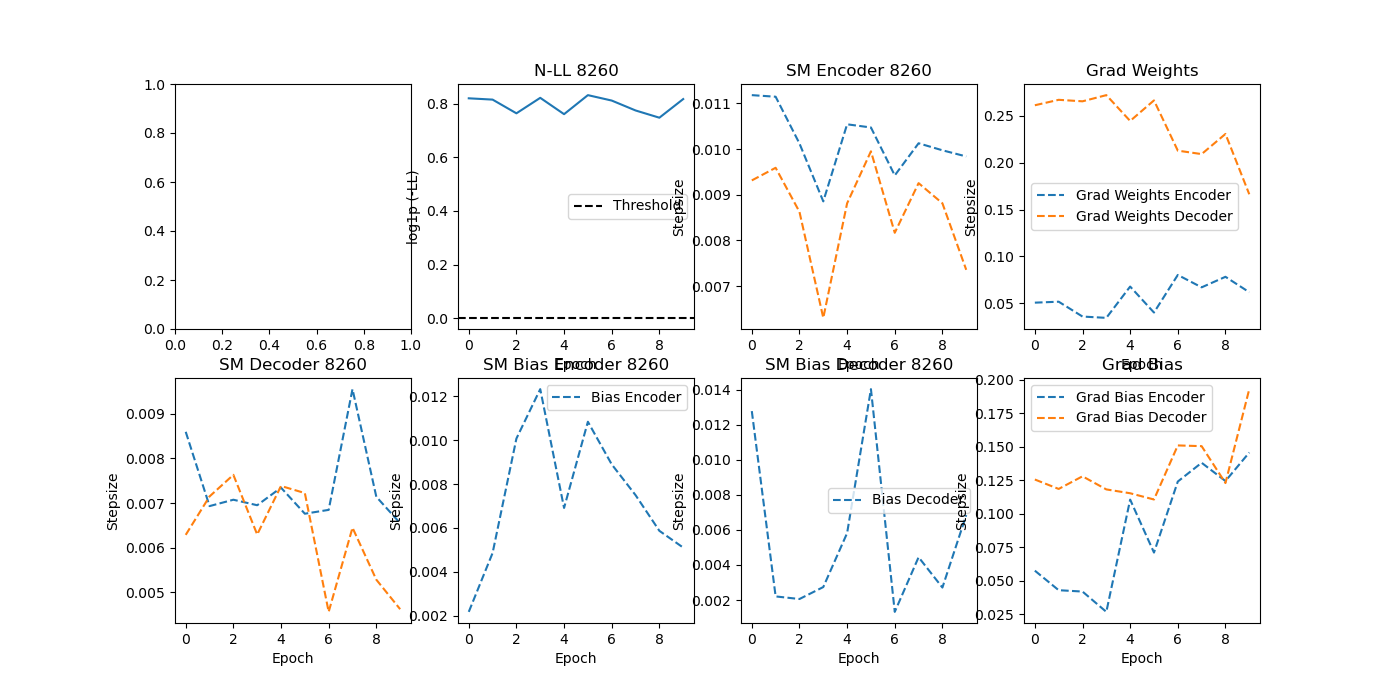 1.0
0.8
0.6
0.4
0.2
0.0
0.0 0.2 0.4 0.6 0.8 1.0
N-LL 8260
log1p (-LL)
0.8
0.6
0.4
0.2
0.0
Threshold
0 2 4 6 8
Epoch
SM Encoder 8260
Stepsize
0.011
0.010
0.009
0.008
0.007
0 2 4 6 8
Epoch
Grad Weights
Stepsize
0.25
0.20
0.15
0.10
0.05
Grad Weights Encoder
Grad Weights Decoder
0 2 4 6 8
Epoch
SM Decoder 8260
Stepsize
0.009
0.008
0.007
0.006
0.005
0 2 4 6 8
Epoch
SM Bias Encoder 8260
Stepsize
0.012
0.010
0.008
0.006
0.004
0.002
Bias Encoder
0 2 4 6 8
Epoch
SM Bias Decoder 8260
Stepsize
0.014
0.012
0.010
0.008
0.006
0.004
0.002
Bias Decoder
0 2 4 6 8
Epoch
Grad Bias
Stepsize
0.200
0.175
0.150
0.125
0.100
0.075
0.050
0.025
Grad Bias Encoder
Grad Bias Decoder
0 2 4 6 8
Epoch